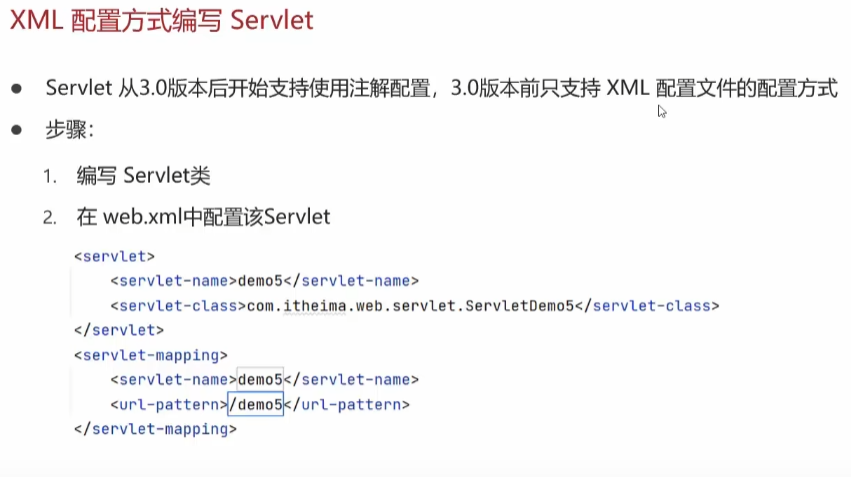 XML 配置方式编写 Servlet
● Servlet 从3.0版本后开始支持使用注解配置，3.0版本前只支持 XML 配置文件的配置方式
● 步骤：
1. 编写 Servlet类
2. 在 web.xml中配置该Servlet
<servlet>
<servlet-name>demo5</servlet-name>
<servlet-class>com.itheima.web.servlet.ServletDemo5</servlet-class>
</servlet>
<servlet-mapping>
<servlet-name>demo5</servlet-name>
<url-pattern>/demo5</url-pattern>
</servlet-mapping>